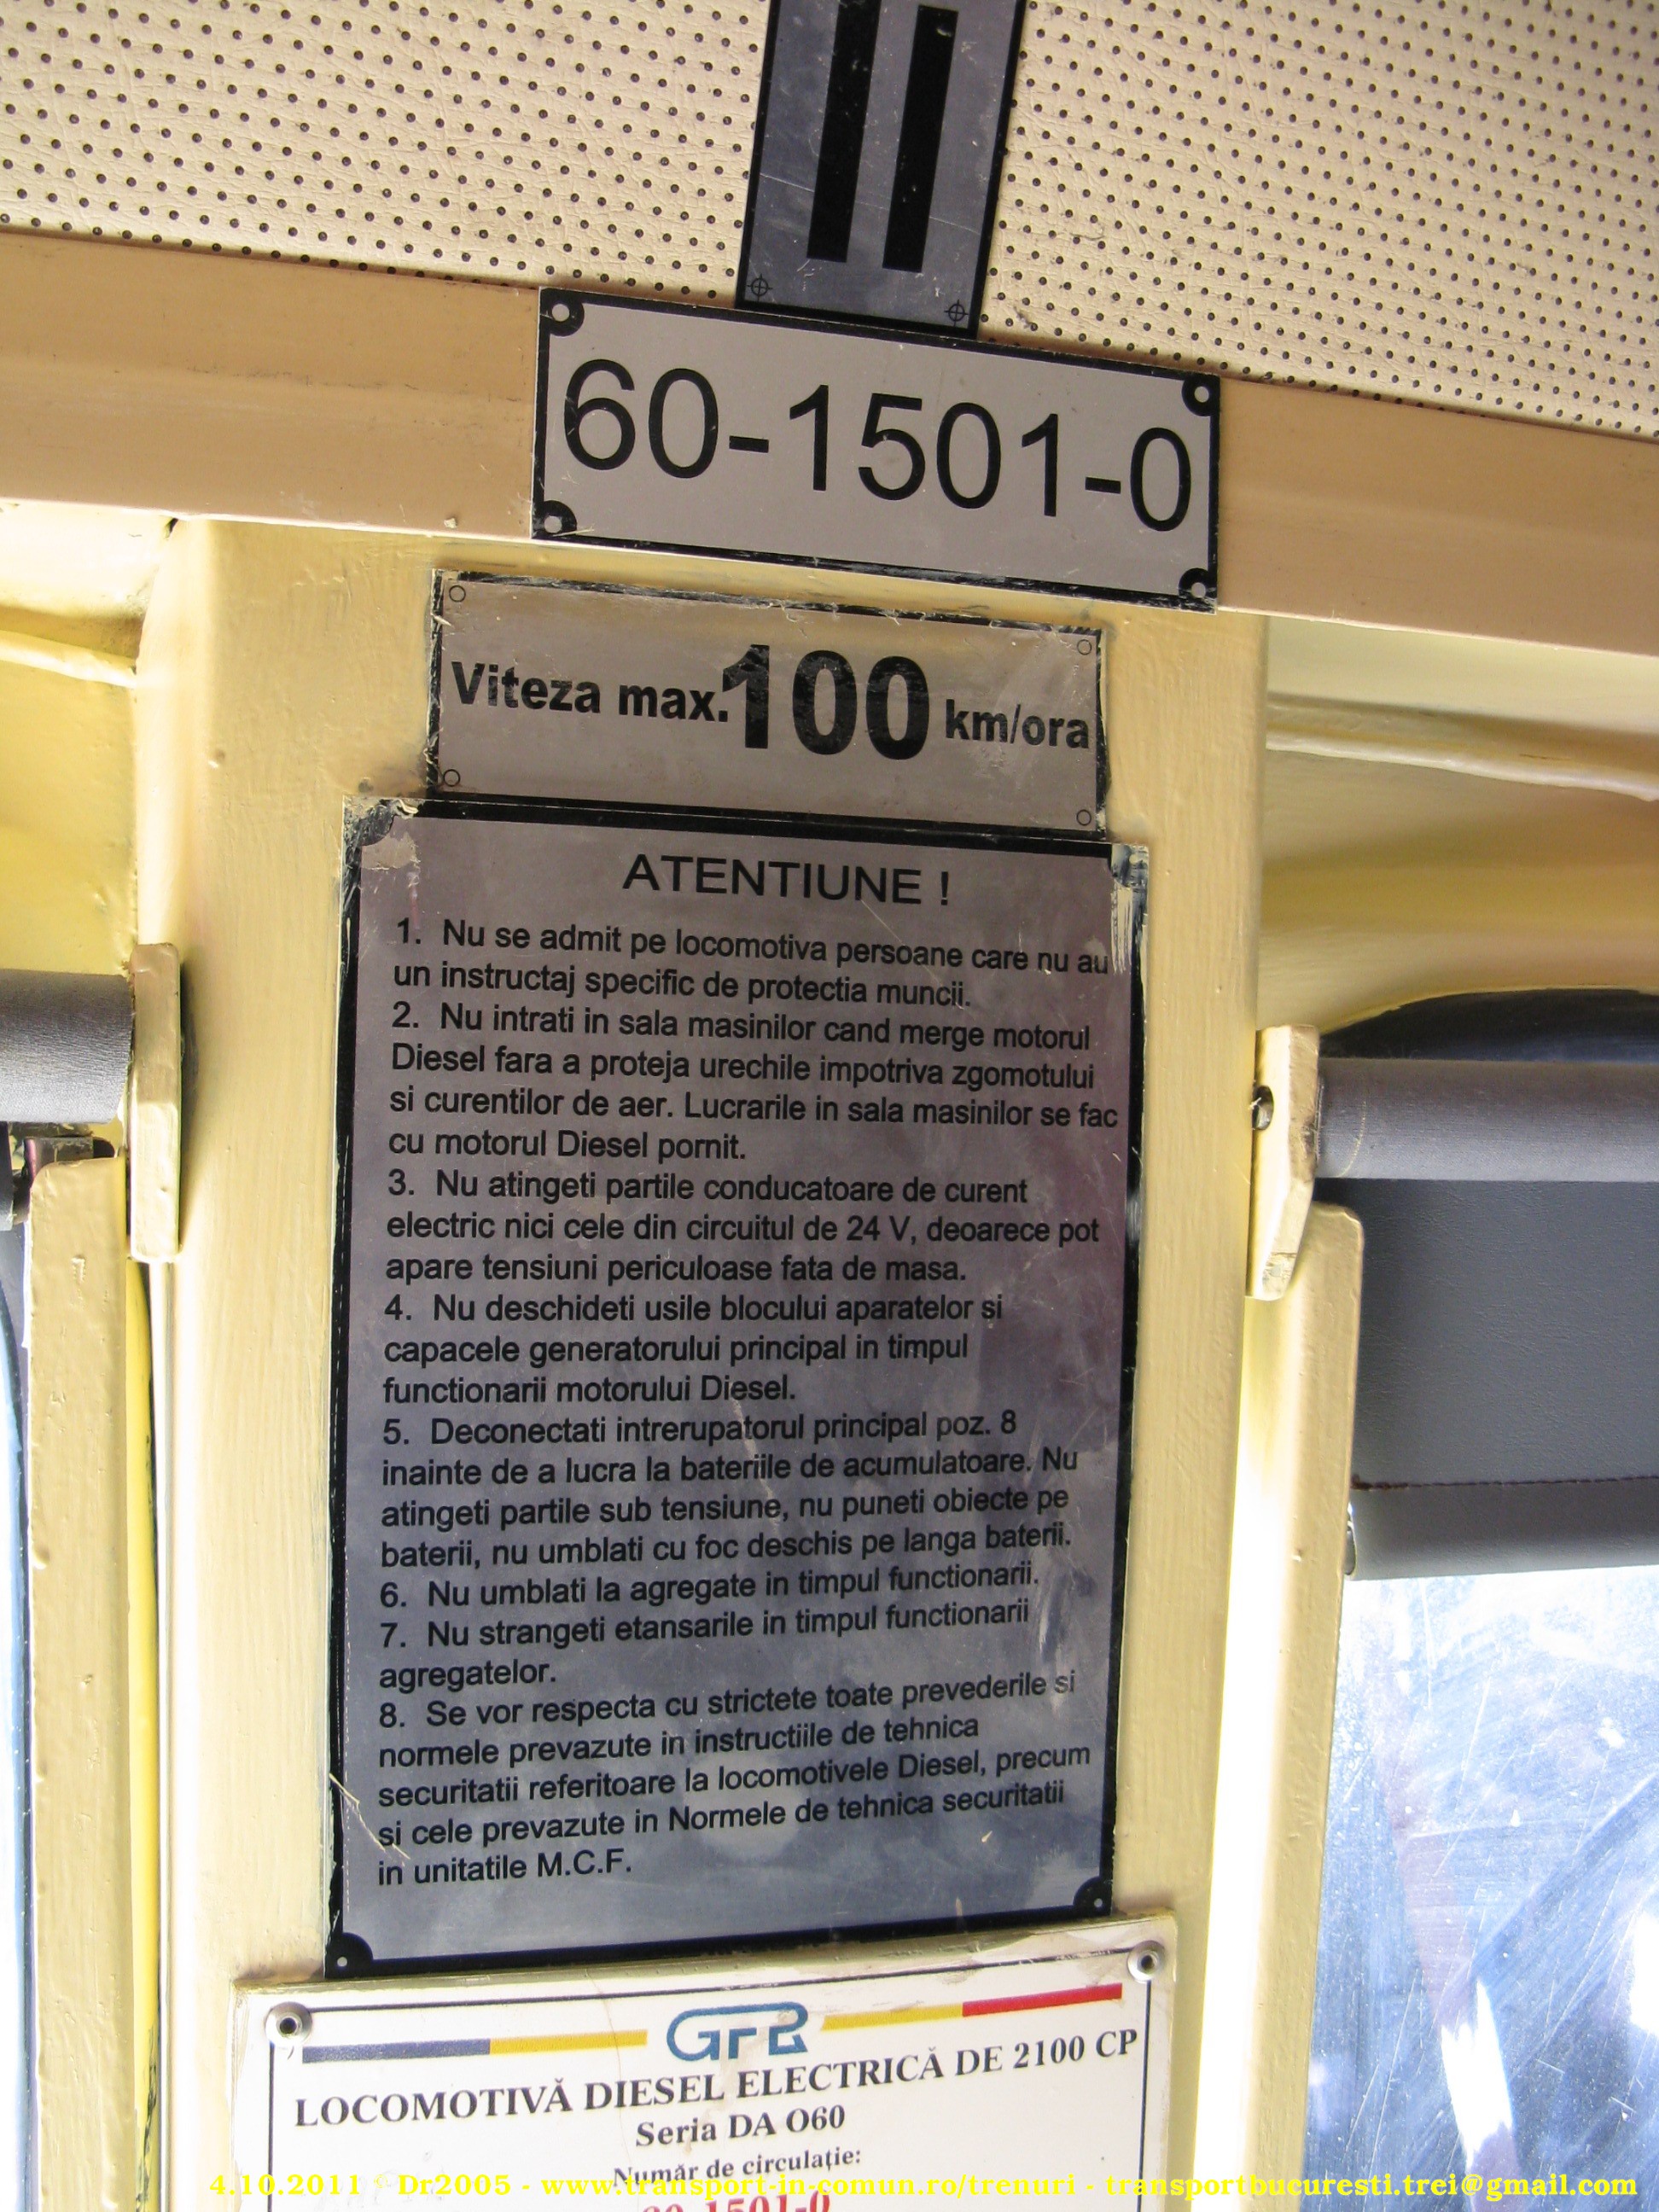 II
60-1501-0
Viteza max. 100 km/ora
ATENTIUNE !
1. Nu se admit pe locomotiva persoane care nu au
un instructaj specific de protectia muncii.
2. Nu intrati in sala masinilor cand merge motorul
Diesel fara a proteja urechile impotriva zgomotului
si curentilor de aer. Lucrarile in sala masinilor se fac
cu motorul Diesel pornit.
3. Nu atingeti partile conducatoare de curent
electric nici cele din circuitul de 24 V, deoarece pot
apare tensiuni periculoase fata de masa.
4. Nu deschideti usile blocului aparatelor si
capacele generatorului principal in timpul
functionarii motorului Diesel.
5. Deconectati intrerupatorul principal poz. 8
inainte de a lucra la bateriile de acumulatoare. Nu
atingeti partile sub tensiune, nu puneti obiecte pe
baterii, nu umblati cu foc deschis pe langa baterii.
6. Nu umblati la agregate in timpul functionarii.
7. Nu strangeti etansarile in timpul functionarii
agregatelor.
8. Se vor respecta cu strictete toate prevederile si
normele prevazute in instructiile de tehnica
securitatii referitoare la locomotivele Diesel, precum
si cele prevazute in Normele de tehnica securitatii
in unitatile M.C.F.
GFR
LOCOMOTIVĂ DIESEL ELECTRICĂ DE 2100 CP
Seria DA O60
Număr de circulaţie:
60-1501-0
4.10.2011 - Dr2005 - www.transport-in-comun.ro/trenuri - transportbucuresti.trei@gmail.com